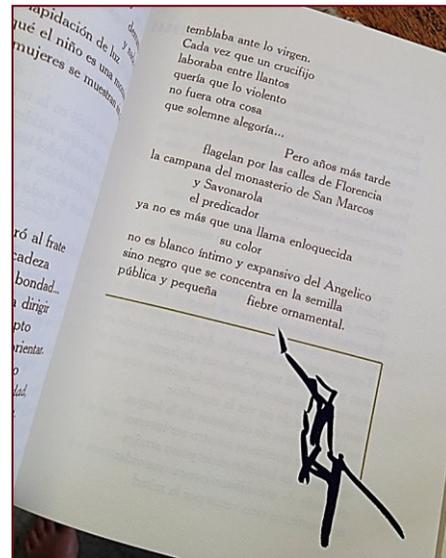 lapidación de luz
y su
qué el niño es una mon
mujeres se muestran
ró al frate
cadeza
bondad...
a dirigir
pto
orientar.
o
dad,
temblaba ante lo virgen.
Cada vez que un crucifijo
laboraba entre llantos
quería que lo violento
no fuera otra cosa
que solemne alegoría...
Pero años más tarde
flagelan por las calles de Florencia
la campana del monasterio de San Marcos
y Savonarola
el predicador
ya no es más que una llama enloquecida
su color
no es blanco íntimo y expansivo del Angelico
sino negro que se concentra en la semilla
pública y pequeña fiebre ornamental.